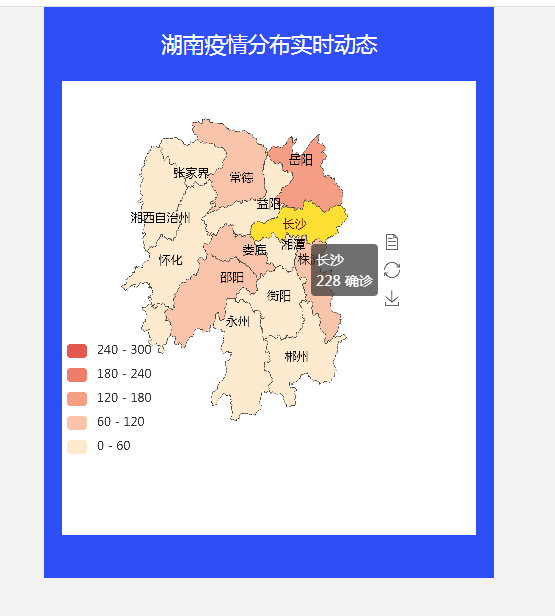 湖南疫情分布实时动态
张家界
常德
岳阳
益阳
湘西自治州
长沙
怀化
娄底
湘潭
长沙
228 确诊
邵阳
衡阳
永州
郴州
240 - 300
180 - 240
120 - 180
60 - 120
0 - 60